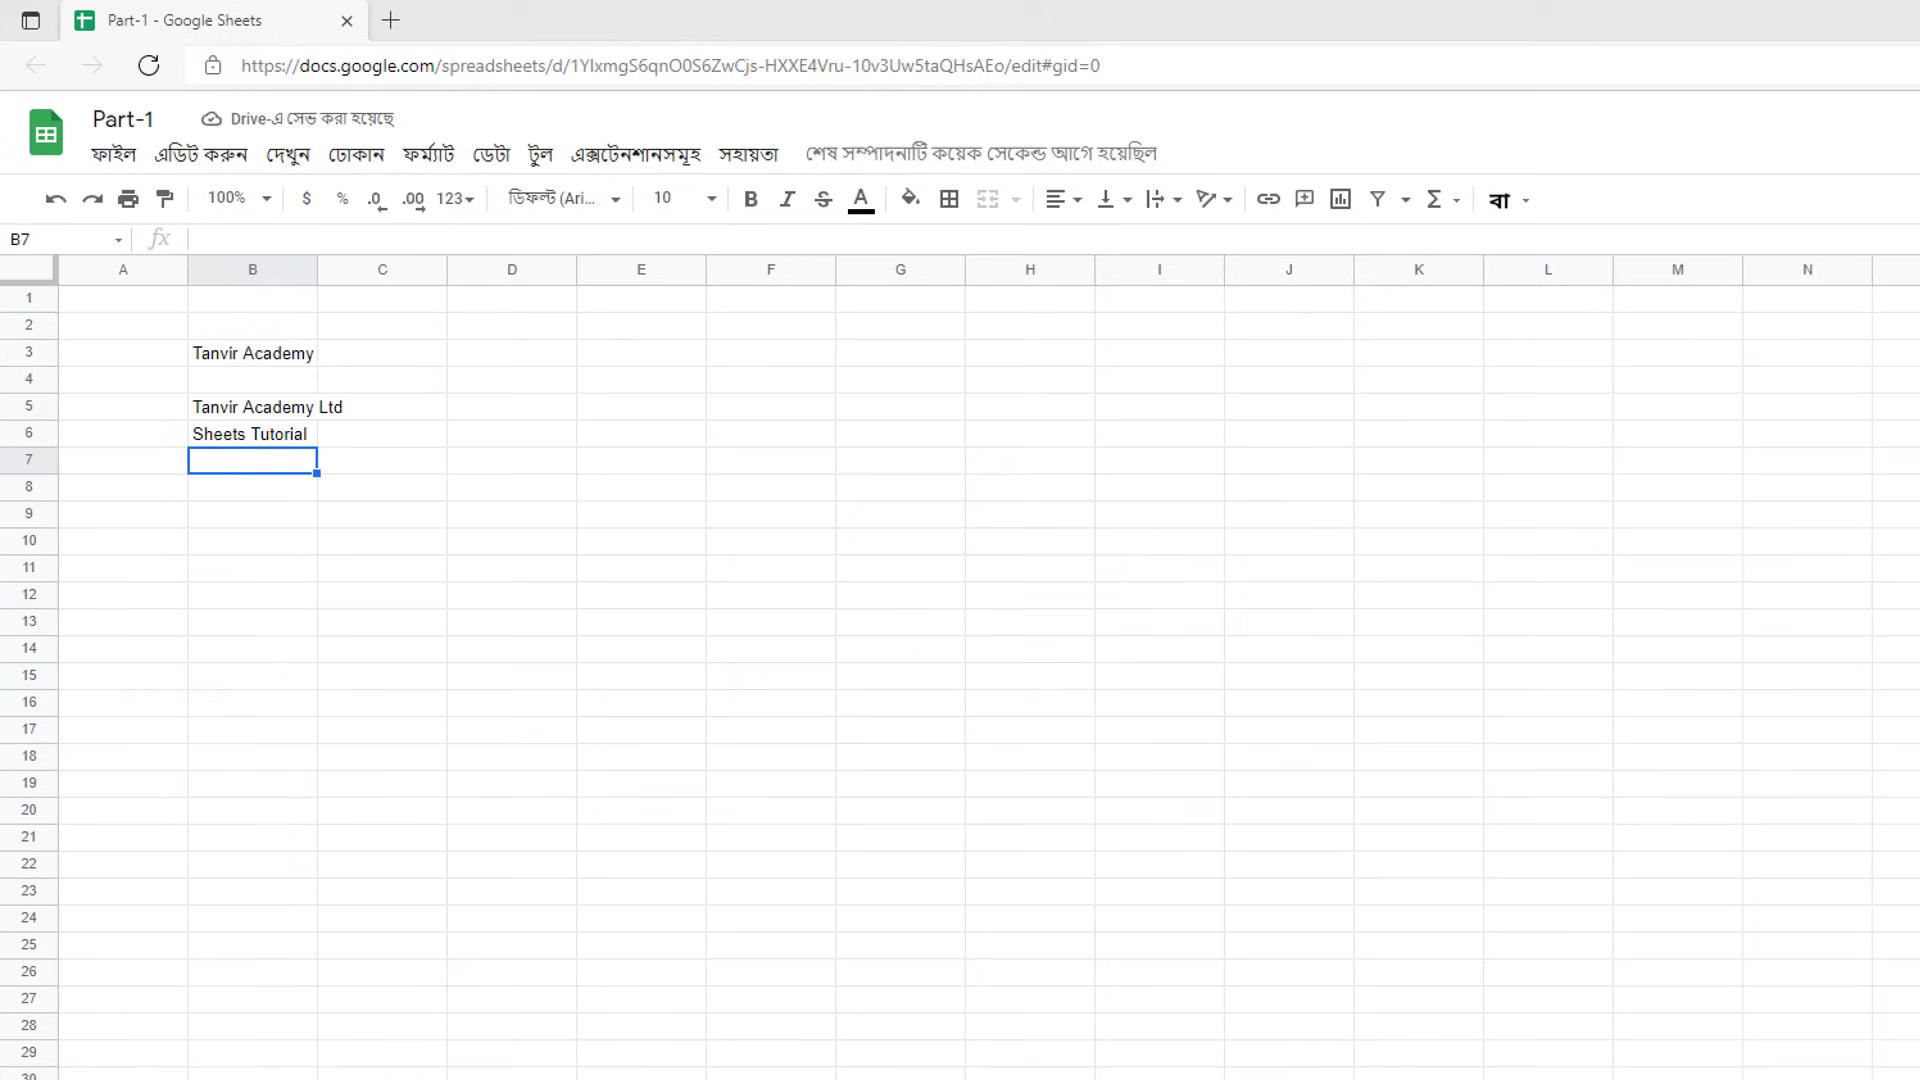 Part-1 - Google Sheets
https://docs.google.com/spreadsheets/d/1YlxmgS6qnO0S6ZwCjs-HXXE4Vru-10v3Uw5taQHsAEo/edit#gid=0
Part-1 Drive-এ সেভ করা হয়েছে
ফাইল এডিট করুন দেখুন ঢোকান ফর্ম্যাট ডেটা টুল এক্সটেনশানসমূহ সহায়তা শেষ সম্পাদনাটি কয়েক সেকেন্ড আগে হয়েছিল
100% $ % .0 .00 123 ডিফল্ট (Ari... 10 B I S A Σ বা
B7 fx
A B C D E F G H I J K L M N
1
2
3 Tanvir Academy
4
5 Tanvir Academy Ltd
6 Sheets Tutorial
7
8
9
10
11
12
13
14
15
16
17
18
19
20
21
22
23
24
25
26
27
28
29
30